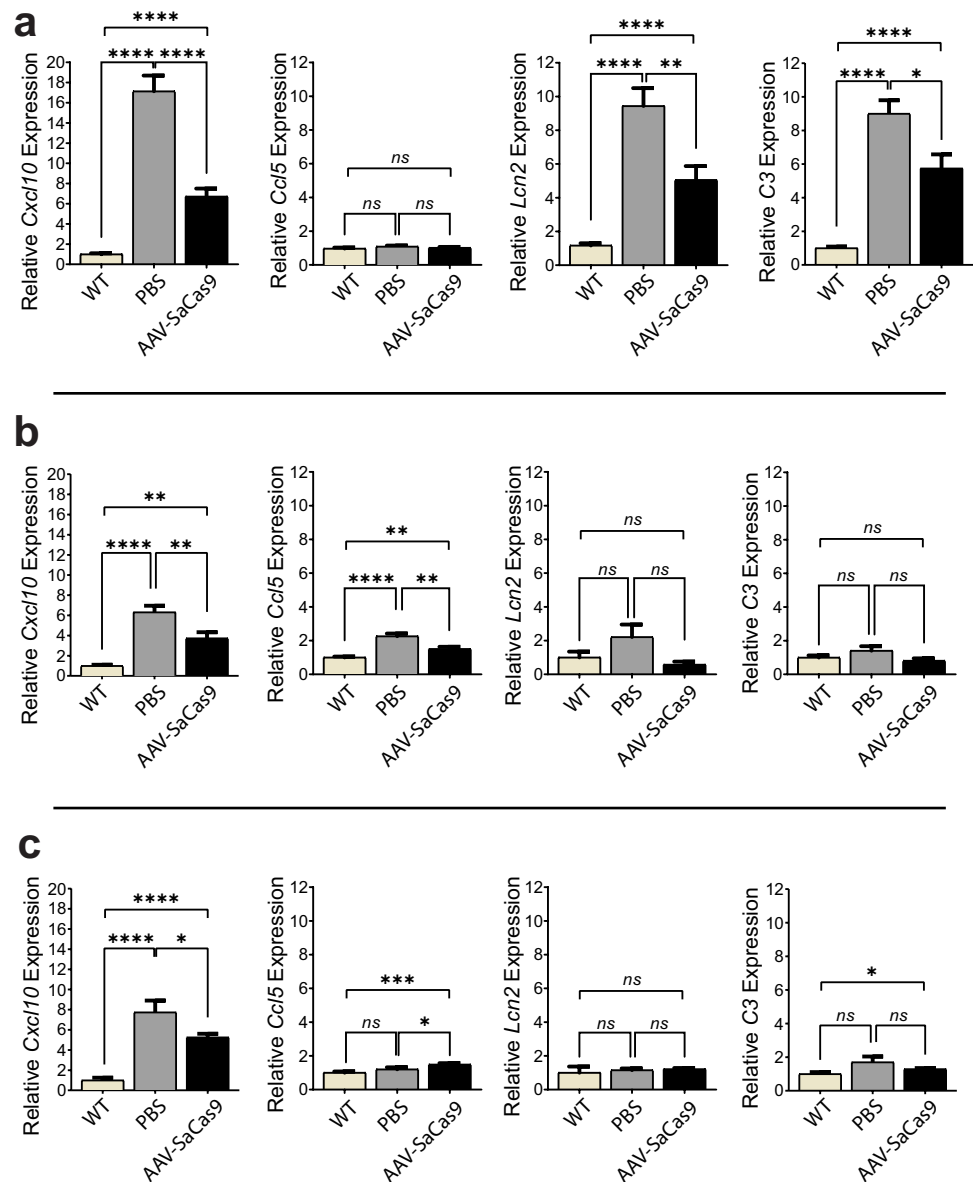 a
Relative Cxcl10 Expression
20
18
16
14
12
10
8
6
4
2
0
****
**** ****
WT
PBS
AAV-SaCas9
Relative Ccl5 Expression
12
10
8
6
4
2
0
ns
ns ns
WT
PBS
AAV-SaCas9
Relative Lcn2 Expression
12
10
8
6
4
2
0
****
**** **
WT
PBS
AAV-SaCas9
Relative C3 Expression
12
10
8
6
4
2
0
****
**** *
WT
PBS
AAV-SaCas9
b
Relative Cxcl10 Expression
20
18
16
14
12
10
8
6
4
2
0
**
**** **
WT
PBS
AAV-SaCas9
Relative Ccl5 Expression
12
10
8
6
4
2
0
**
**** **
WT
PBS
AAV-SaCas9
Relative Lcn2 Expression
12
10
8
6
4
2
0
ns
ns ns
WT
PBS
AAV-SaCas9
Relative C3 Expression
12
10
8
6
4
2
0
ns
ns ns
WT
PBS
AAV-SaCas9
c
Relative Cxcl10 Expression
20
18
16
14
12
10
8
6
4
2
0
****
**** *
WT
PBS
AAV-SaCas9
Relative Ccl5 Expression
12
10
8
6
4
2
0
***
ns *
WT
PBS
AAV-SaCas9
Relative Lcn2 Expression
12
10
8
6
4
2
0
ns
ns ns
WT
PBS
AAV-SaCas9
Relative C3 Expression
12
10
8
6
4
2
0
*
ns ns
WT
PBS
AAV-SaCas9